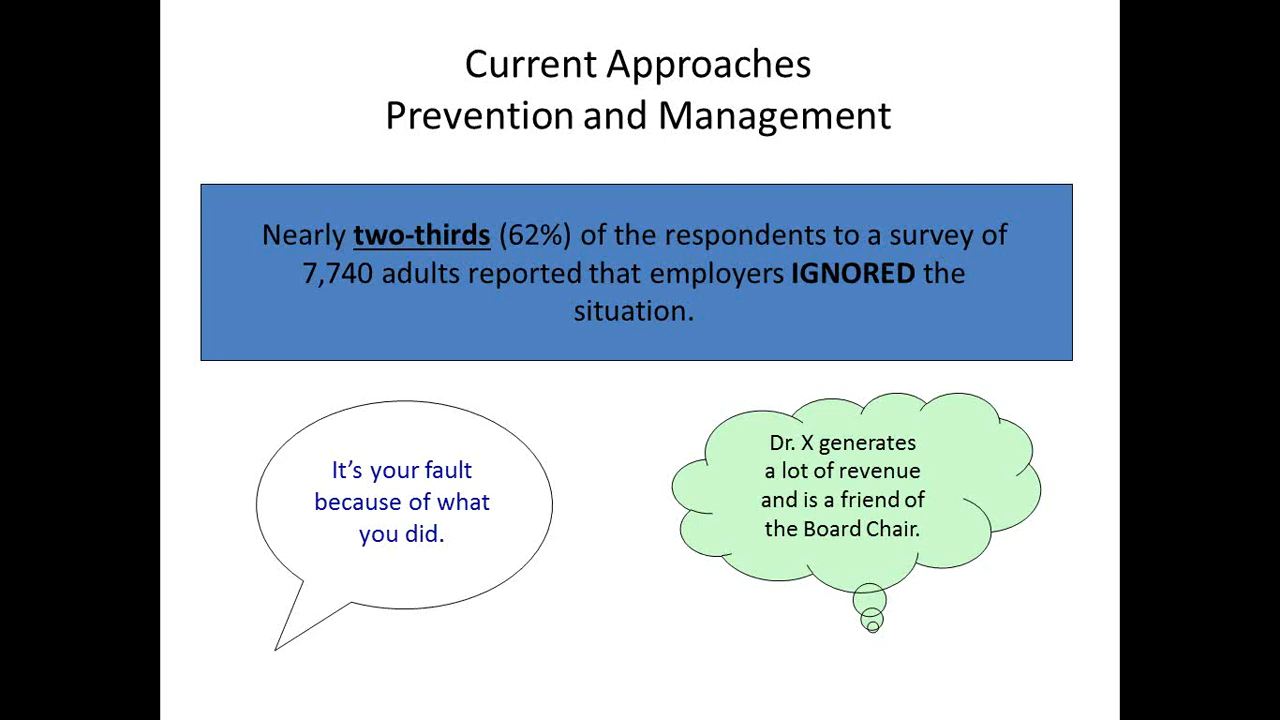 Current Approaches
Prevention and Management
Nearly two-thirds (62%) of the respondents to a survey of
7,740 adults reported that employers IGNORED the
situation.
It’s your fault
because of what
you did.
Dr. X generates
a lot of revenue
and is a friend of
the Board Chair.